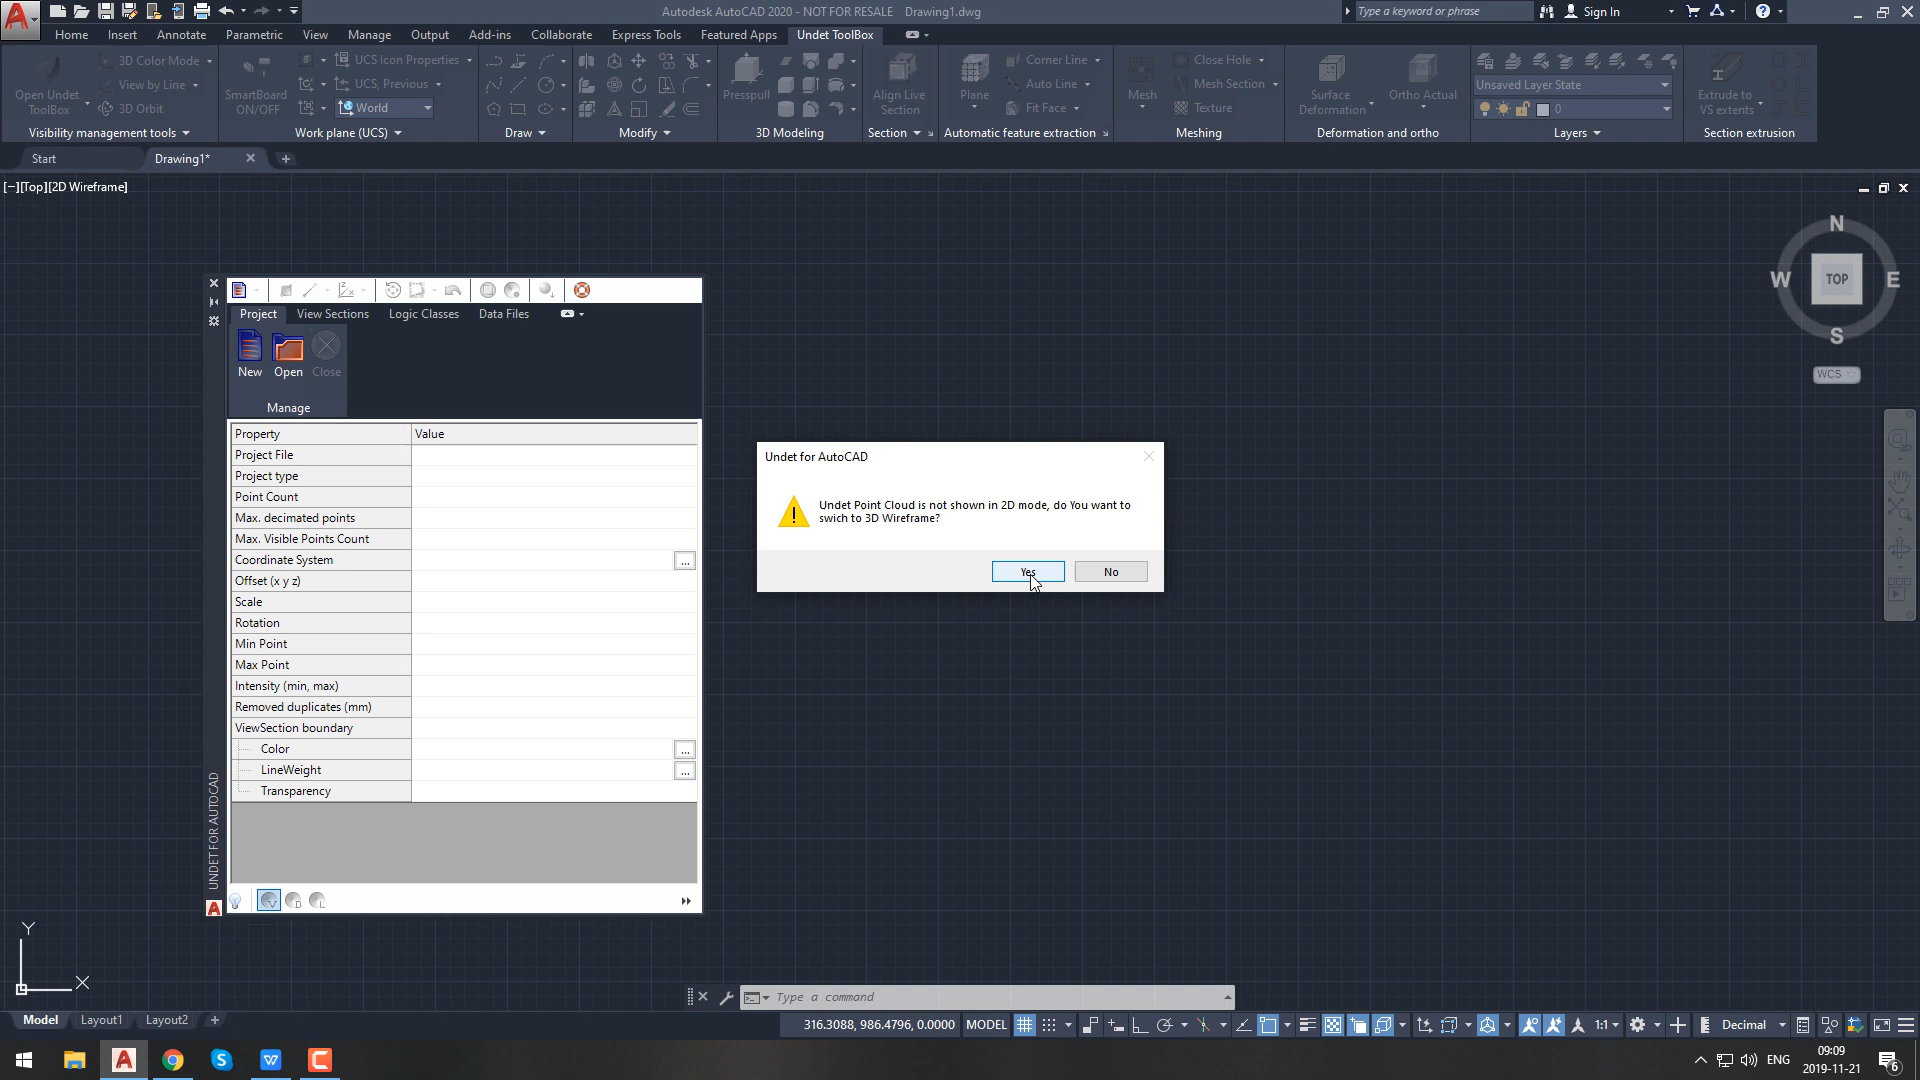 Autodesk AutoCAD 2020 - NOT FOR RESALE Drawing1.dwg
Type a keyword or phrase
Sign In
Home Insert Annotate Parametric View Manage Output Add-ins Collaborate Express Tools Featured Apps Undet ToolBox
Open Undet
ToolBox
3D Color Mode
View by Line
3D Orbit
Visibility management tools
SmartBoard
ON/OFF
UCS Icon Properties
UCS, Previous
World
Work plane (UCS)
Draw
Modify
Presspull
3D Modeling
Align Live
Section
Section
Plane
Corner Line
Auto Line
Fit Face
Automatic feature extraction
Mesh
Close Hole
Mesh Section
Texture
Meshing
Surface
Deformation
Ortho Actual
Deformation and ortho
Unsaved Layer State
0
Layers
Extrude to
VS extents
Section extrusion
Start
Drawing1*
[−][Top][2D Wireframe]
N
W
TOP
E
S
WCS
Project View Sections Logic Classes Data Files
New Open Close
Manage
Property Value
Project File
Project type
Point Count
Max. decimated points
Max. Visible Points Count
Coordinate System ...
Offset (x y z)
Scale
Rotation
Min Point
Max Point
Intensity (min, max)
Removed duplicates (mm)
ViewSection boundary
Color ...
LineWeight ...
Transparency
UNDET FOR AUTOCAD
Undet for AutoCAD
Undet Point Cloud is not shown in 2D mode, do You want to
swich to 3D Wireframe?
Yes No
Y
X
Type a command
Model Layout1 Layout2
316.3088, 986.4796, 0.0000 MODEL
1:1
Decimal
ENG
09:09
2019-11-21
6